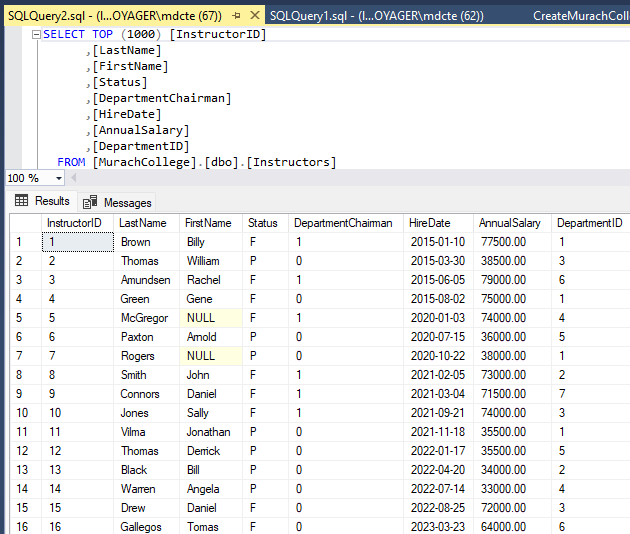 SQLQuery2.sql - (l...OYAGER\mdcte (67)) SQLQuery1.sql - (l...OYAGER\mdcte (62)) CreateMurachColl
SELECT TOP (1000) [InstructorID]
,[LastName]
,[FirstName]
,[Status]
,[DepartmentChairman]
,[HireDate]
,[AnnualSalary]
,[DepartmentID]
FROM [MurachCollege].[dbo].[Instructors]
100 %
Results Messages
InstructorID LastName FirstName Status DepartmentChairman HireDate AnnualSalary DepartmentID
1 1 Brown Billy F 1 2015-01-10 77500.00 1
2 2 Thomas William P 0 2015-03-30 38500.00 3
3 3 Amundsen Rachel F 1 2015-06-05 79000.00 6
4 4 Green Gene F 0 2015-08-02 75000.00 1
5 5 McGregor NULL F 1 2020-01-03 74000.00 4
6 6 Paxton Arnold P 0 2020-07-15 36000.00 5
7 7 Rogers NULL P 0 2020-10-22 38000.00 1
8 8 Smith John F 1 2021-02-05 73000.00 2
9 9 Connors Daniel F 1 2021-03-04 71500.00 7
10 10 Jones Sally F 1 2021-09-21 74000.00 3
11 11 Vilma Jonathan P 0 2021-11-18 35500.00 1
12 12 Thomas Derrick P 0 2022-01-17 35500.00 5
13 13 Black Bill P 0 2022-04-20 34000.00 2
14 14 Warren Angela P 0 2022-07-14 33000.00 4
15 15 Drew Daniel F 0 2022-08-25 72000.00 3
16 16 Gallegos Tomas F 0 2023-03-23 64000.00 6